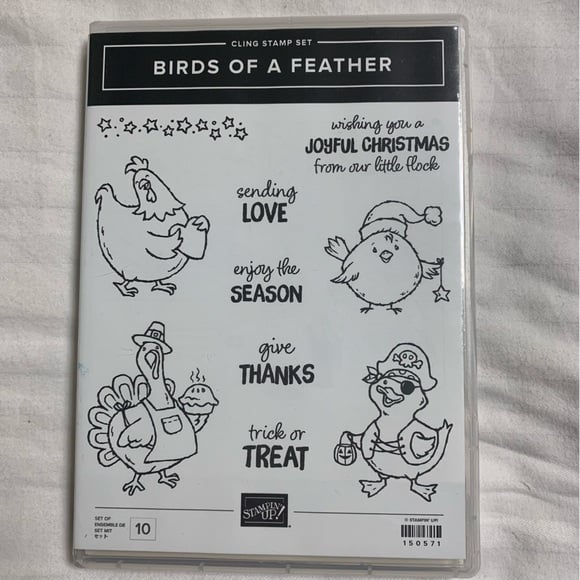 CLING STAMP SET
BIRDS OF A FEATHER
wishing you a
JOYFUL CHRISTMAS
from our little flock
sending
LOVE
enjoy the
SEASON
give
THANKS
trick or
TREAT
SET OF
ENSEMBLE DE
SET MIT
セット
10
STAMPIN' UP!
© STAMPIN' UP!
150571